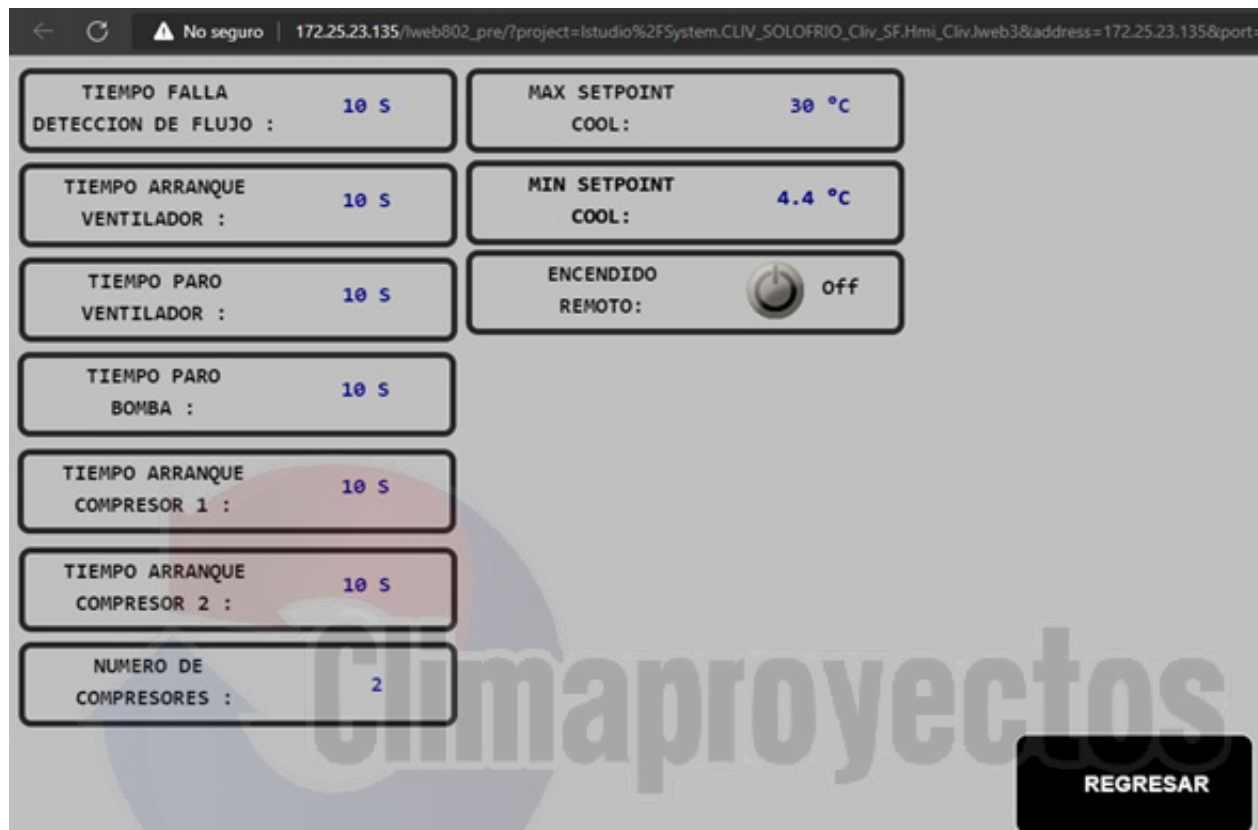 No seguro
172.25.23.135/lweb802_pre/?project=lstudio%2FSystem.CLIV_SOLOFRIO_Cliv_SF.Hmi_Cliv.lweb3&address=172.25.23.135&port=
TIEMPO FALLA
DETECCION DE FLUJO :
10 S
TIEMPO ARRANQUE
VENTILADOR :
10 S
TIEMPO PARO
VENTILADOR :
10 S
TIEMPO PARO
BOMBA :
10 S
TIEMPO ARRANQUE
COMPRESOR 1 :
10 S
TIEMPO ARRANQUE
COMPRESOR 2 :
10 S
NUMERO DE
COMPRESORES :
2
MAX SETPOINT
COOL:
30 °C
MIN SETPOINT
COOL:
4.4 °C
ENCENDIDO
REMOTO:
Off
Climaproyectos
REGRESAR